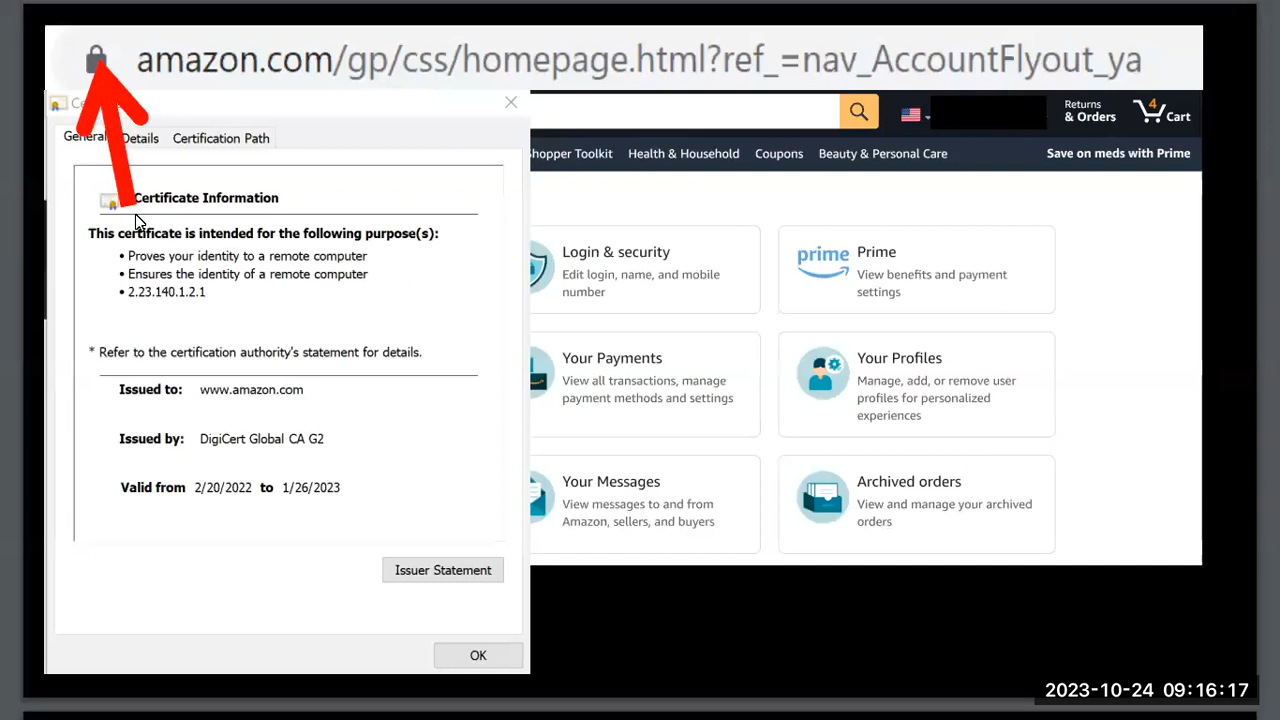 amazon.com/gp/css/homepage.html?ref_=nav_AccountFlyout_ya
General
Details
Certification Path
Certificate Information
This certificate is intended for the following purpose(s):
• Proves your identity to a remote computer
• Ensures the identity of a remote computer
• 2.23.140.1.2.1
* Refer to the certification authority's statement for details.
Issued to: www.amazon.com
Issued by: DigiCert Global CA G2
Valid from 2/20/2022 to 1/26/2023
Issuer Statement
OK
Returns
& Orders
4
Cart
Toolkit
Health & Household
Coupons
Beauty & Personal Care
Save on meds with Prime
Login & security
Edit login, name, and mobile
number
prime
Prime
View benefits and payment
settings
Your Payments
View all transactions, manage
payment methods and settings
Your Profiles
Manage, add, or remove user
profiles for personalized
experiences
Your Messages
View messages to and from
Amazon, sellers, and buyers
Archived orders
View and manage your archived
orders
2023-10-24 09:16:17